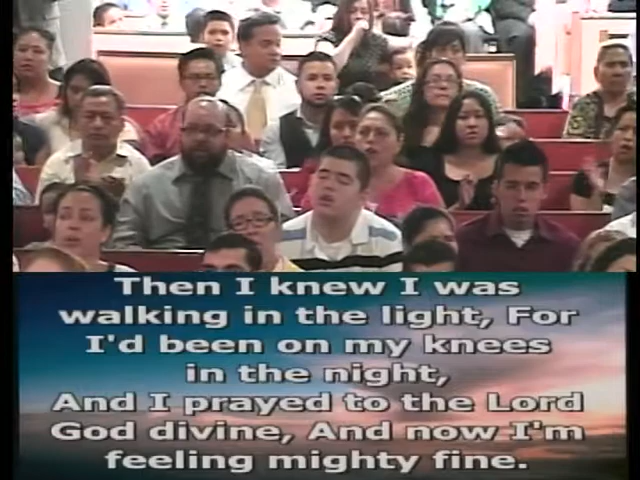 Then I knew I was
walking in the light, For
I'd been on my knees
in the night,
And I prayed to the Lord
God divine, And now I'm
feeling mighty fine.